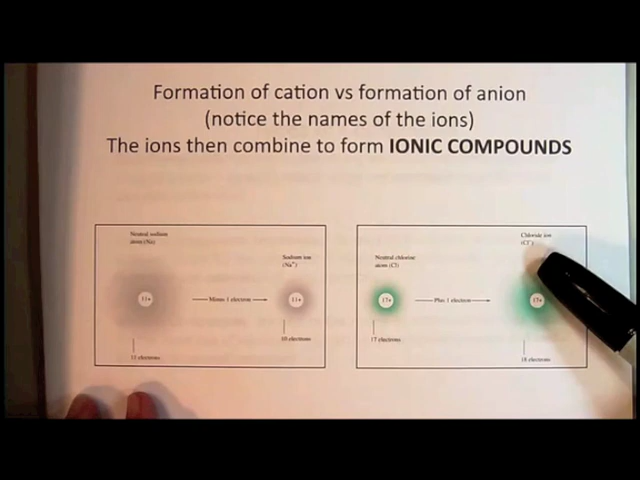 Formation of cation vs formation of anion
(notice the names of the ions)
The ions then combine to form IONIC COMPOUNDS
Neutral sodium
atom (Na)
Sodium ion
(Na+)
11+
Minus 1 electron
11+
10 electrons
11 electrons
Chloride ion
(Cl-)
Neutral chlorine
atom (Cl)
17+
Plus 1 electron
17+
17 electrons
18 electrons